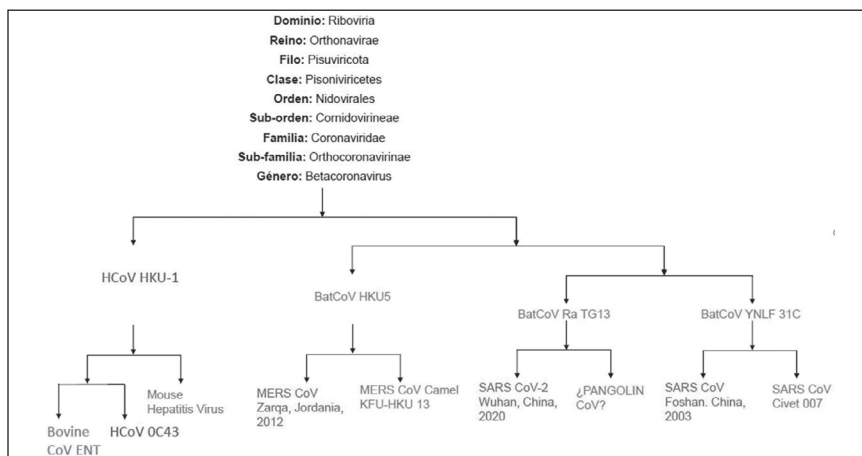 Dominio: Riboviria
Reino: Orthonavirae
Filo: Pisuviricota
Clase: Pisoniviricetes
Orden: Nidovirales
Sub-orden: Cornidovirineae
Familia: Coronaviridae
Sub-familia: Orthocoronavirinae
Género: Betacoronavirus
HCoV HKU-1
BatCoV HKU5
BatCoV Ra TG13
BatCoV YNLF 31C
Mouse
Hepatitis Virus
Bovine
CoV ENT
HCoV 0C43
MERS CoV
Zarqa, Jordania,
2012
MERS CoV Camel
KFU-HKU 13
SARS CoV-2
Wuhan, China,
2020
¿PANGOLIN
CoV?
SARS CoV
Foshan. China,
2003
SARS CoV
Civet 007